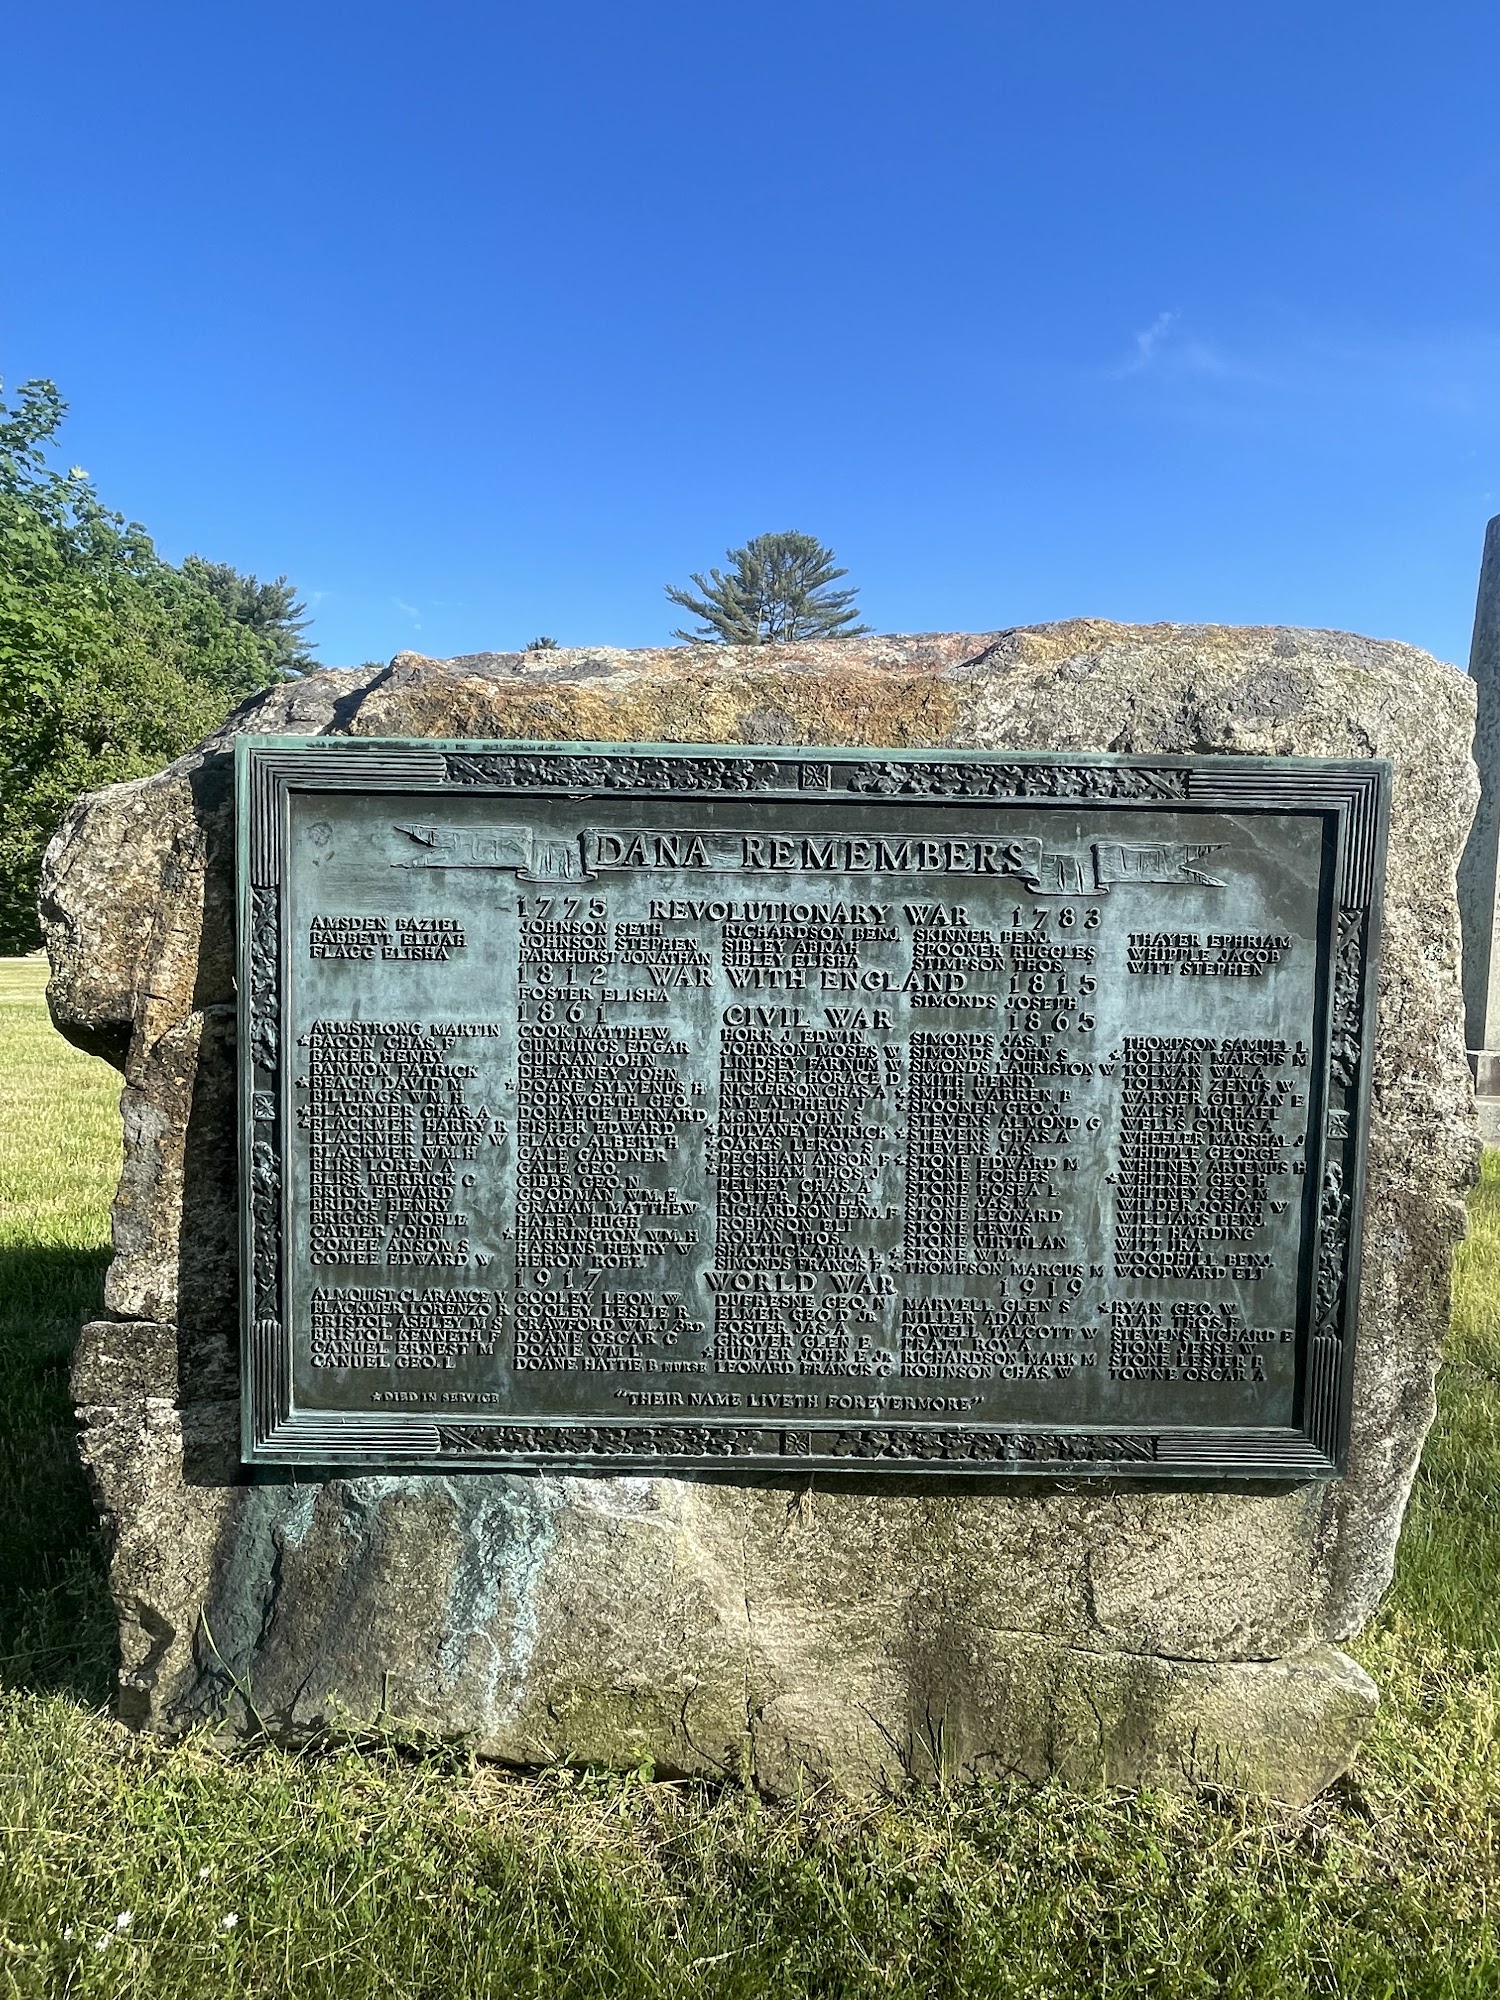 DANA REMEMBERS
1775 REVOLUTIONARY WAR 1783
AMSDEN BAZIEL
BABBETT ELIJAH
FLAGG ELISHA
JOHNSON SETH
JOHNSON STEPHEN
PARKHURST JONATHAN
RICHARDSON BENJ.
SIBLEY ABIJAH
SIBLEY ELISHA
SKINNER BENJ.
SPOONER RUGGLES
STIMPSON THOS.
THAYER EPHRIAM
WHIPPLE JACOB
WITT STEPHEN
1812 WAR WITH ENGLAND 1815
FOSTER ELISHA
SIMONDS JOSEPH
1861 CIVIL WAR 1865
ARMSTRONG MARTIN
★BACON CHAS. F
BAKER HENRY
BANNON PATRICK
★BEACH DAVID M
BILLINGS WM. H
★BLACKMER CHAS. A
★BLACKMER HARRY R
BLACKMER LEWIS W
BLACKMER WM. H
BLISS LOREN A
BLISS MERRICK C
BRICK EDWARD
BRIDGE HENRY
BRIGGS F NOBLE
CARTER JOHN
COMEE ANSON S
COMEE EDWARD W
COOK MATTHEW
CUMMINGS EDGAR
CURRAN JOHN
DELARNEY JOHN
★DOANE SYLVENUS H
DODSWORTH GEO.
DONAHUE BERNARD
FISHER EDWARD
FLAGG ALBERT H
GALE GARDNER
GALE GEO.
GIBBS GEO. N
GOODMAN WM. E
GRAHAM MATTHEW
HALEY HUGH
★HARRINGTON WM. H
HASKINS HENRY W
HERON ROBT.
HORR J. EDWIN
JOHNSON MOSES W
LINDSEY FARNUM W
LINDSEY HORACE D
NICKERSON CHAS. A
MCNEIL JOHN
OAKES LEROY S
★PECKHAM ANSON F
★PECKHAM THOS. J
PELKEY CHAS. A
POTTER DANL. R
RICHARDSON BENJ. F
ROBINSON ELI
ROHAN THOS.
SHATTUCK ABIJA L
SIMONDS FRANCIS F
SIMONDS JAS. F
SIMONDS JOHN S
SIMONDS LAURISTON W
SMITH HENRY
SMITH WARREN B
★SPOONER GEO. J
STEVENS ALMOND G
STEVENS CHAS. A
STEVENS JAS.
★STONE EDWARD M
STONE FORBES
STONE HOSEA L
STONE JAS. H
STONE LEONARD
STONE LEWIS
STONE VIRTULAN
★STONE WM.
★THOMPSON MARCUS M
★THOMPSON SAMUEL L
TOLMAN MARCUS M
TOLMAN WM. A
TOLMAN ZENUS W
WARNER GILMAN E
WALSH MICHAEL
WELLS CYRUS A
WHEELER MARSHAL J
WHIPPLE GEORGE
WHITNEY ARTEMUS H
★WHITNEY GEO. H
WHITNEY GEO. N
WILDER JOSIAH W
WILLIAMS BENJ.
WITT HARDING
WITT IRA
WOODHILL BENJ.
WOODWARD ELI
1917 WORLD WAR 1919
ALMQUIST CLARANCE V
BLACKMER LORENZO R
BRISTOL ASHLEY M S
BRISTOL KENNETH F
CANUEL ERNEST M
CANUEL GEO. L
COOLEY LEON W
COOLEY LESLIE R
CRAWFORD WM. J 3RD
DOANE OSCAR G
DOANE WM L
DOANE HATTIE B NURSE
DUFRESNE GEO. N
ELMER GEO. T JR
FOSTER JAS. A
GROVER GLEN E
★HUNTER JOHN F JR
LEONARD FRANCIS G
MARVELL GLEN S
MILLER ADAM
POWELL TALCOTT W
PRATT ROY A
RICHARDSON MARK M
ROBINSON CHAS. W
★RYAN GEO. W
RYAN THOS. F
STEVENS RICHARD E
STONE JESSE W
STONE LESTER E
TOWNE OSCAR A
★DIED IN SERVICE
"THEIR NAME LIVETH FOREVERMORE"